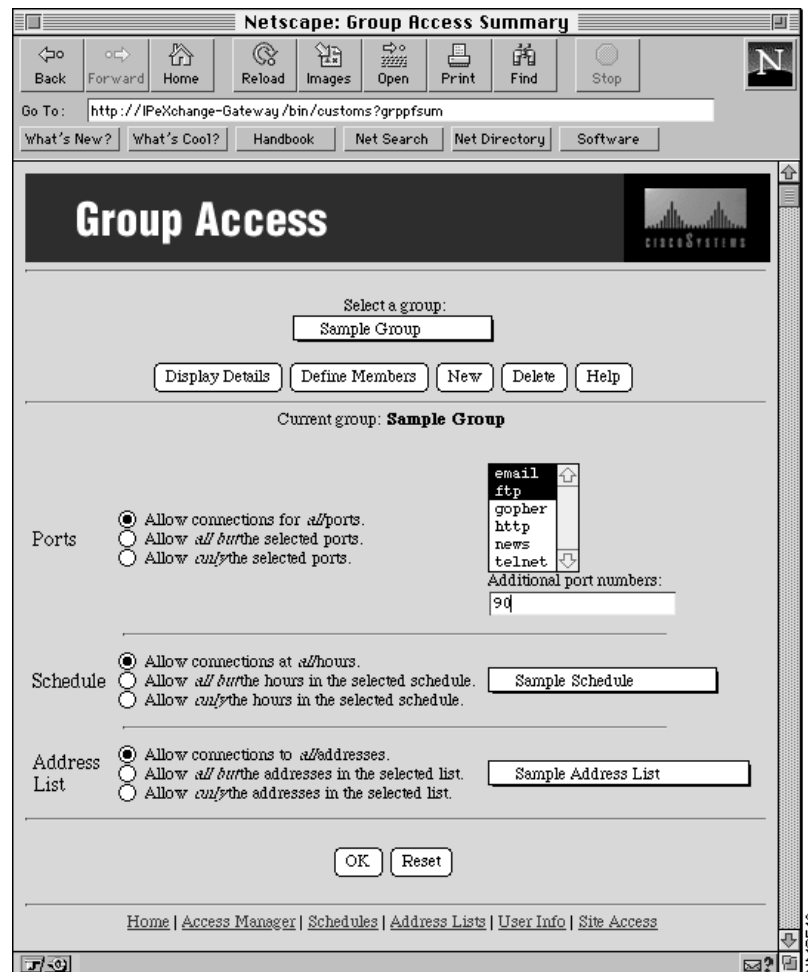 Netscape: Group Access Summary
Back Forward Home Reload Images Open Print Find Stop
N
Go To: http://IPeXchange-Gateway/bin/customs?grppfsum
What's New? What's Cool? Handbook Net Search Net Directory Software
Group Access
CISCO SYSTEMS
Select a group:
Sample Group
Display Details Define Members New Delete Help
Current group: Sample Group
Ports
Allow connections for all ports.
Allow all but the selected ports.
Allow only the selected ports.
email
ftp
gopher
http
news
telnet
Additional port numbers:
90
Schedule
Allow connections at all hours.
Allow all but the hours in the selected schedule.
Allow only the hours in the selected schedule.
Sample Schedule
Address List
Allow connections to all addresses.
Allow all but the addresses in the selected list.
Allow only the addresses in the selected list.
Sample Address List
OK Reset
Home | Access Manager | Schedules | Address Lists | User Info | Site Access